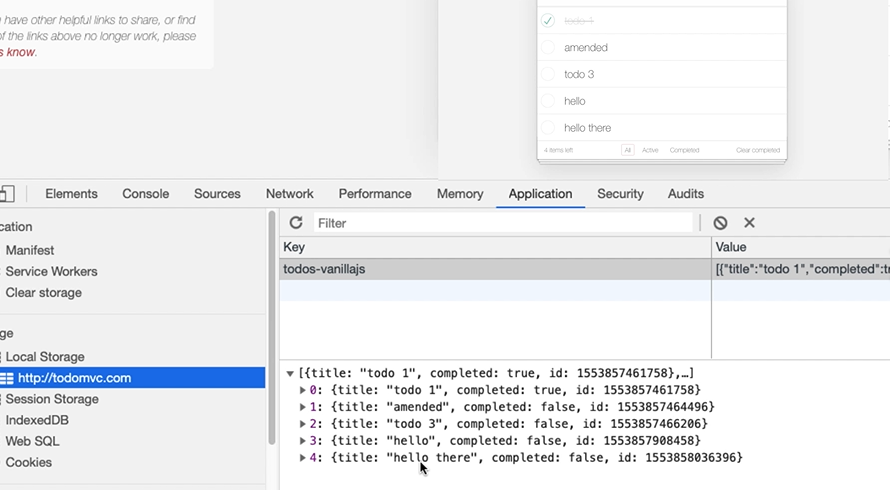 have other helpful links to share, or find
of the links above no longer work, please
s know.
todo 1
amended
todo 3
hello
hello there
4 items left All Active Completed Clear completed
Elements Console Sources Network Performance Memory Application Security Audits
cation
Manifest
Service Workers
Clear storage
ge
Local Storage
http://todomvc.com
Session Storage
IndexedDB
Web SQL
Cookies
Filter
Key Value
todos-vanillajs [{"title":"todo 1","completed":tr
[{title: "todo 1", completed: true, id: 1553857461758},…]
0: {title: "todo 1", completed: true, id: 1553857461758}
1: {title: "amended", completed: false, id: 1553857464496}
2: {title: "todo 3", completed: false, id: 1553857466206}
3: {title: "hello", completed: false, id: 1553857908458}
4: {title: "hello there", completed: false, id: 1553858036396}